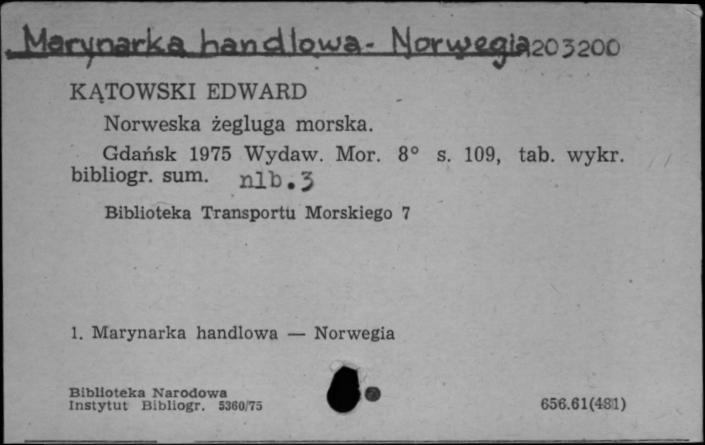 Marynarka handlowa - Norwegia 203200
KĄTOWSKI EDWARD
Norweska żegluga morska.
Gdańsk 1975 Wydaw. Mor. 8° s. 109, tab. wykr.
bibliogr. sum. nlb. 3
Biblioteka Transportu Morskiego 7
1. Marynarka handlowa — Norwegia
Biblioteka Narodowa
Instytut Bibliogr. 5360/75
656.61(481)